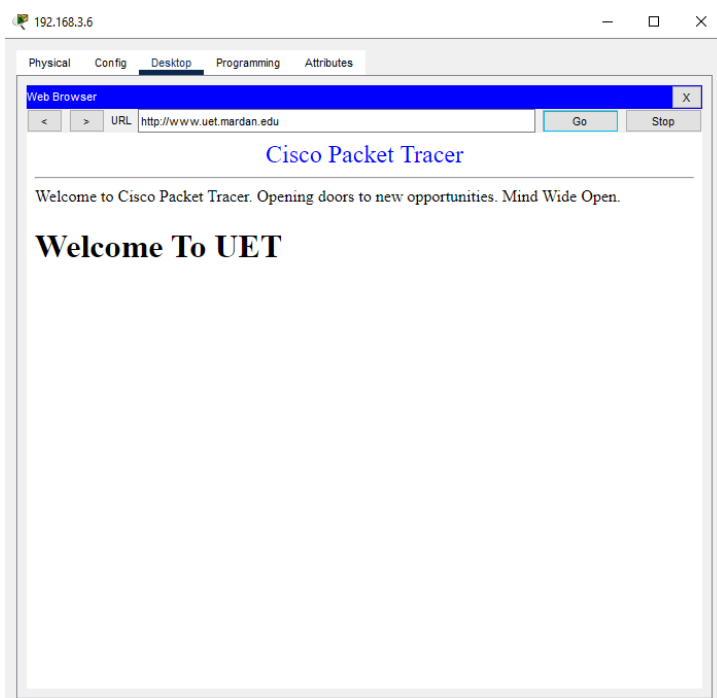 192.168.3.6
Physical Config Desktop Programming Attributes
Web Browser X
< > URL http://www.uet.mardan.edu Go Stop
Cisco Packet Tracer
Welcome to Cisco Packet Tracer. Opening doors to new opportunities. Mind Wide Open.
Welcome To UET